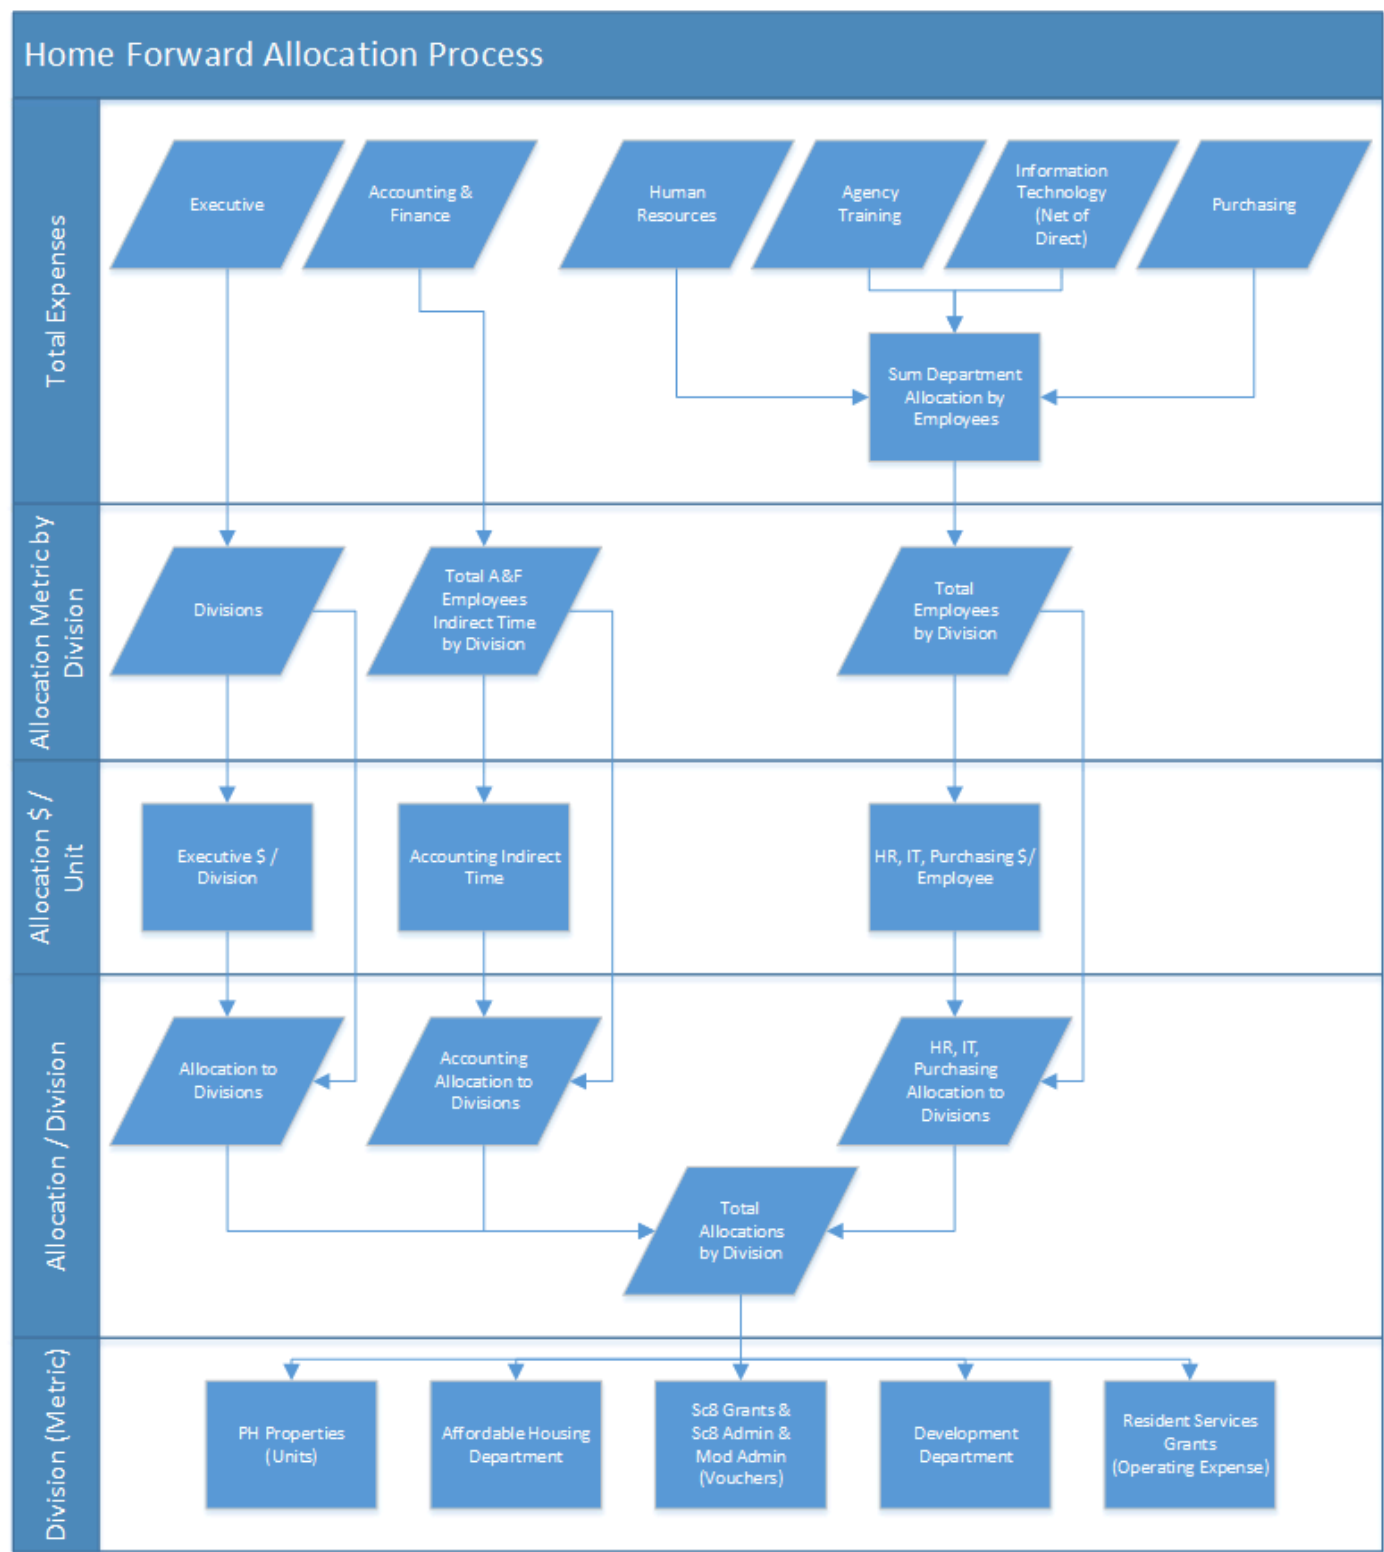 Home Forward Allocation Process
Total Expenses
Executive
Accounting &
Finance
Human
Resources
Agency
Training
Information
Technology
(Net of
Direct)
Purchasing
Sum Department
Allocation by
Employees
Allocation Metric by
Division
Divisions
Total A&F
Employees
Indirect Time
by Division
Total
Employees
by Division
Allocation $ /
Unit
Executive $ /
Division
Accounting Indirect
Time
HR, IT, Purchasing $/
Employee
Allocation / Division
Allocation to
Divisions
Accounting
Allocation to
Divisions
HR, IT,
Purchasing
Allocation to
Divisions
Total
Allocations
by Division
Division (Metric)
PH Properties
(Units)
Affordable Housing
Department
Sc8 Grants &
Sc8 Admin &
Mod Admin
(Vouchers)
Development
Department
Resident Services
Grants
(Operating Expense)